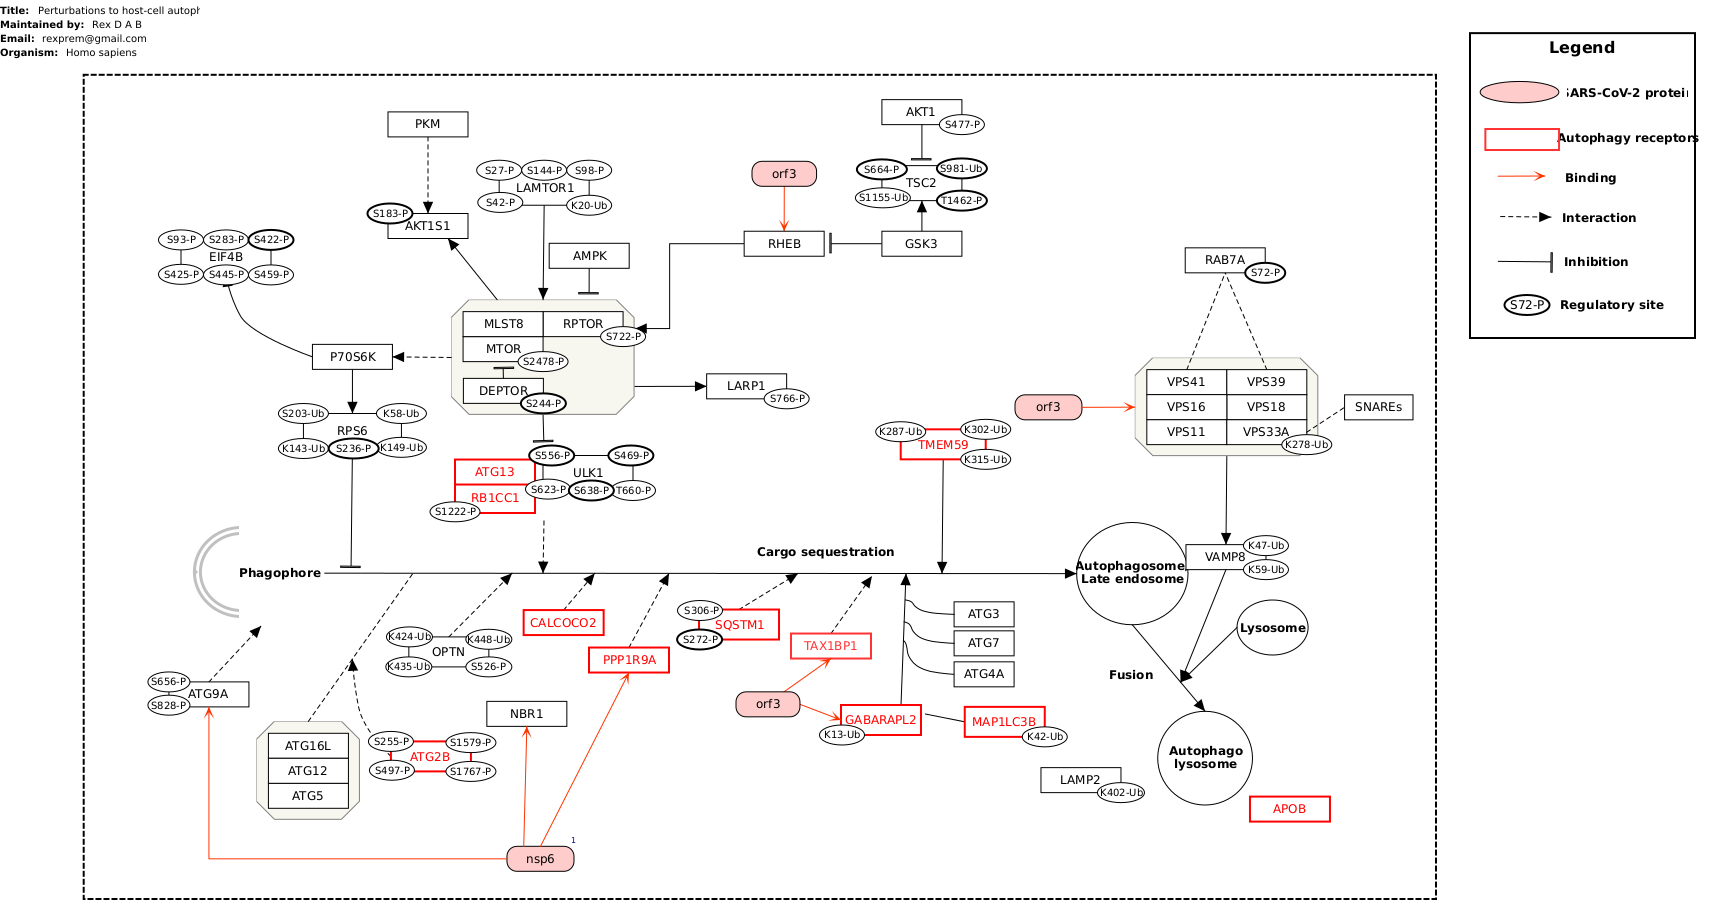 Title: Perturbations to host-cell autoph
Maintained by: Rex D A B
Email: rexprem@gmail.com
Organism: Homo sapiens
Legend
SARS-CoV-2 protein
Autophagy receptors
Binding
Interaction
Inhibition
S72-P Regulatory site
PKM
S183-P
AKT1S1
S27-P S144-P S98-P
LAMTOR1
S42-P K20-Ub
AMPK
orf3
RHEB
AKT1
S477-P
S664-P S981-Ub
TSC2
S1155-Ub T1462-P
GSK3
S93-P S283-P S422-P
EIF4B
S425-P S445-P S459-P
P70S6K
MLST8 RPTOR
S722-P
MTOR
S2478-P
DEPTOR
S244-P
LARP1
S766-P
RAB7A
S72-P
orf3
VPS41 VPS39
VPS16 VPS18
VPS11 VPS33A
K278-Ub
SNAREs
S203-Ub K58-Ub
RPS6
K143-Ub S236-P K149-Ub
S556-P S469-P
ATG13 ULK1
RB1CC1 S623-P S638-P T660-P
S1222-P
K287-Ub K302-Ub
TMEM59
K315-Ub
Phagophore
Cargo sequestration
Autophagosome
Late endosome
VAMP8
K47-Ub
K59-Ub
Lysosome
Fusion
Autophago
lysosome
S656-P
ATG9A
S828-P
K424-Ub K448-Ub
OPTN
K435-Ub S526-P
CALCOCO2
PPP1R9A
S306-P
SQSTM1
S272-P
TAX1BP1
ATG3
ATG7
ATG4A
orf3
GABARAPL2
K13-Ub
MAP1LC3B
K42-Ub
NBR1
S255-P S1579-P
ATG2B
S497-P S1767-P
ATG16L
ATG12
ATG5
LAMP2
K402-Ub
APOB
nsp6
1